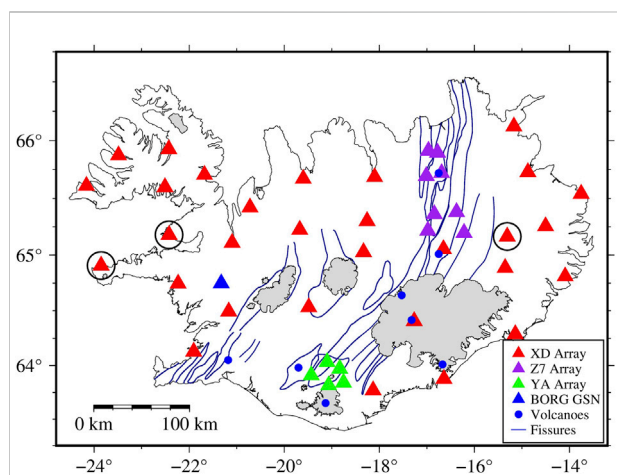 66°
65°
64°
XD Array
Z7 Array
YA Array
BORG GSN
Volcanoes
Fissures
0 km 100 km
−24° −22° −20° −18° −16° −14°